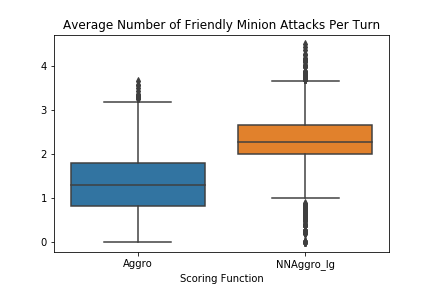 Average Number of Friendly Minion Attacks Per Turn
4
3
2
1
0
Aggro NNAggro_lg
Scoring Function